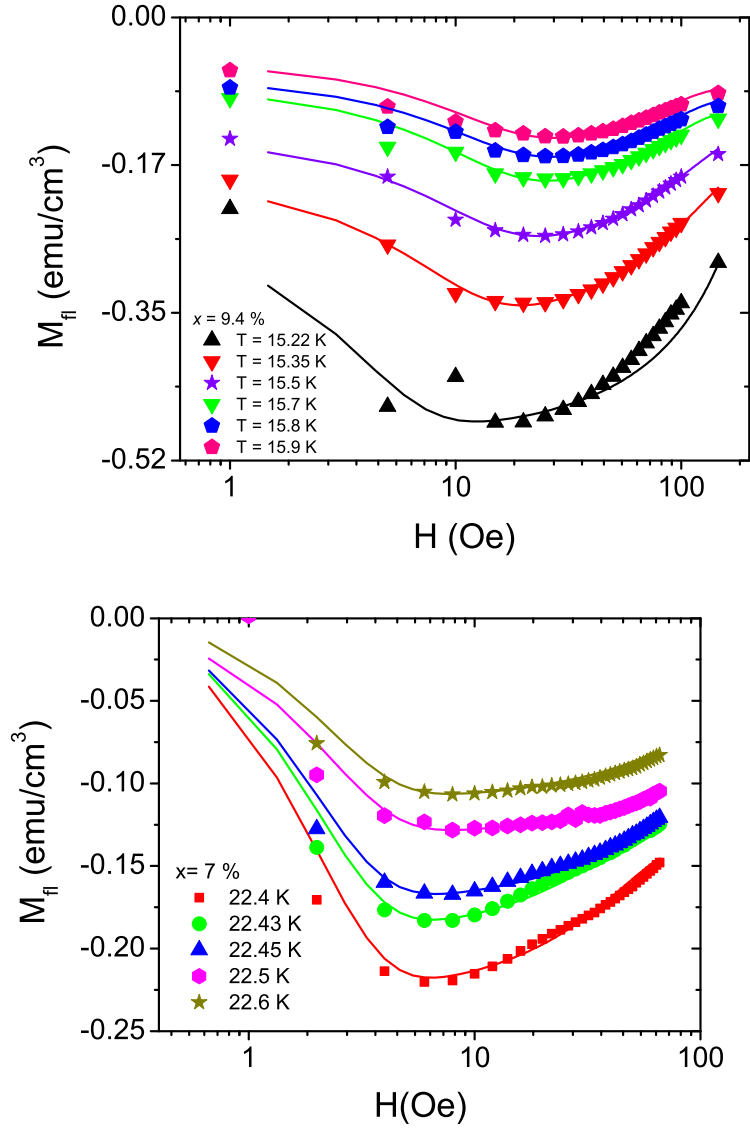 0.00
-0.17
-0.35
-0.52
M_fl (emu/cm^3)
x = 9.4 %
T = 15.22 K
T = 15.35 K
T = 15.5 K
T = 15.7 K
T = 15.8 K
T = 15.9 K
1 10 100
H (Oe)
0.00
-0.05
-0.10
-0.15
-0.20
-0.25
M_fl (emu/cm^3)
x= 7 %
22.4 K
22.43 K
22.45 K
22.5 K
22.6 K
1 10 100
H(Oe)